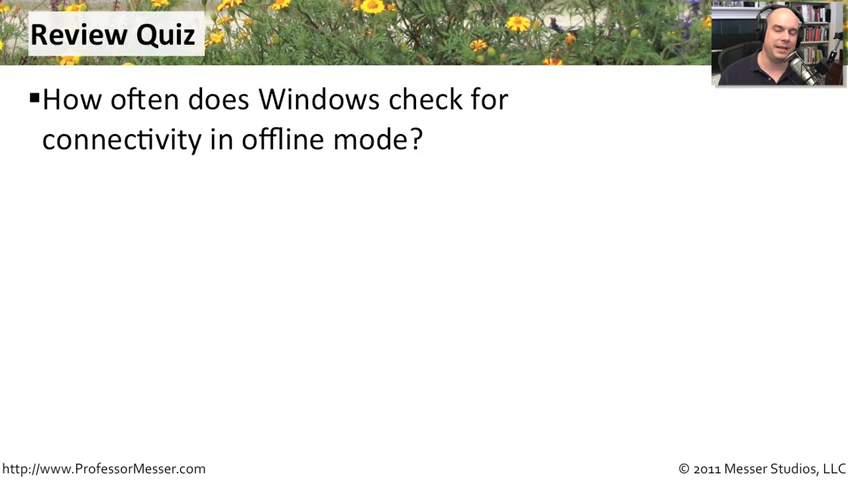 Review Quiz
▪How often does Windows check for
connectivity in offline mode?
http://www.ProfessorMesser.com
© 2011 Messer Studios, LLC